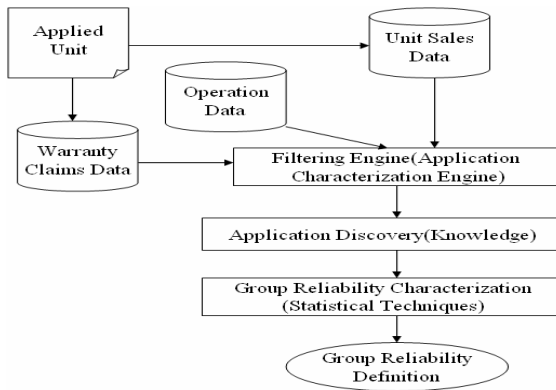 Applied
Unit
Unit Sales
Data
Operation
Data
Warranty
Claims Data
Filtering Engine(Application
Characterization Engine)
Application Discovery(Knowledge)
Group Reliability Characterization
(Statistical Techniques)
Group Reliability
Definition